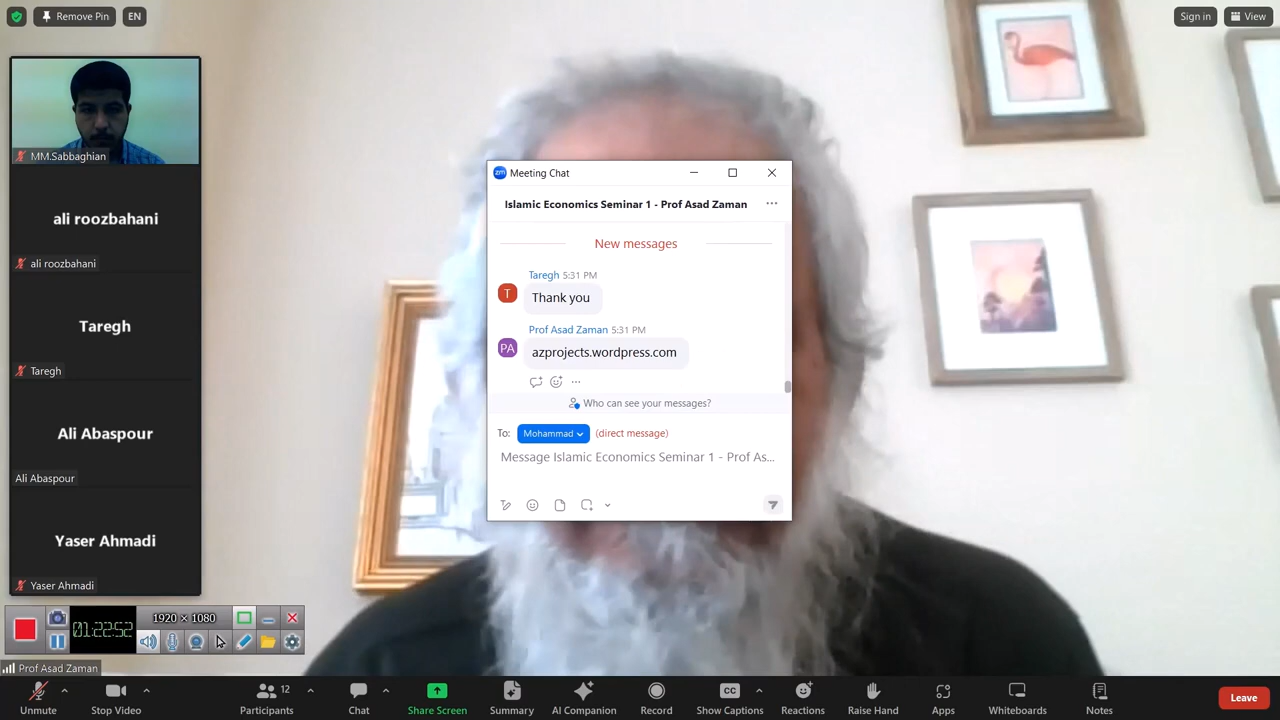 Remove Pin
EN
Sign in
View
MM.Sabbaghian
ali roozbahani
ali roozbahani
Taregh
Taregh
Ali Abaspour
Ali Abaspour
Yaser Ahmadi
Yaser Ahmadi
zm Meeting Chat
Islamic Economics Seminar 1 - Prof Asad Zaman
New messages
Taregh 5:31 PM
T
Thank you
Prof Asad Zaman 5:31 PM
PA
azprojects.wordpress.com
Who can see your messages?
To: Mohammad (direct message)
Message Islamic Economics Seminar 1 - Prof As...
1920 × 1080
01:22:52
Prof Asad Zaman
Unmute
Stop Video
Participants 12
Chat
Share Screen
Summary
AI Companion
Record
CC
Show Captions
Reactions
Raise Hand
Apps
Whiteboards
Notes
Leave